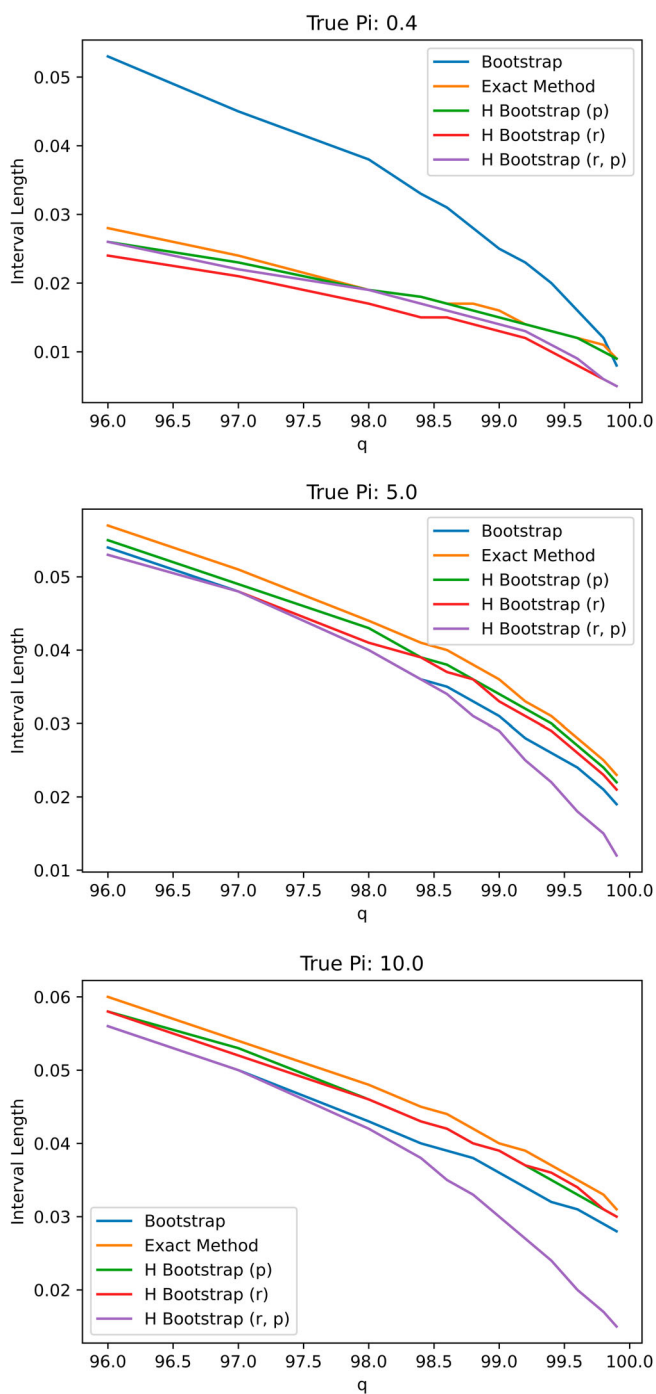 True Pi: 0.4
Interval Length
0.05
0.04
0.03
0.02
0.01
Bootstrap
Exact Method
H Bootstrap (p)
H Bootstrap (r)
H Bootstrap (r, p)
96.0 96.5 97.0 97.5 98.0 98.5 99.0 99.5 100.0
q
True Pi: 5.0
Interval Length
0.05
0.04
0.03
0.02
0.01
Bootstrap
Exact Method
H Bootstrap (p)
H Bootstrap (r)
H Bootstrap (r, p)
96.0 96.5 97.0 97.5 98.0 98.5 99.0 99.5 100.0
q
True Pi: 10.0
Interval Length
0.06
0.05
0.04
0.03
0.02
Bootstrap
Exact Method
H Bootstrap (p)
H Bootstrap (r)
H Bootstrap (r, p)
96.0 96.5 97.0 97.5 98.0 98.5 99.0 99.5 100.0
q